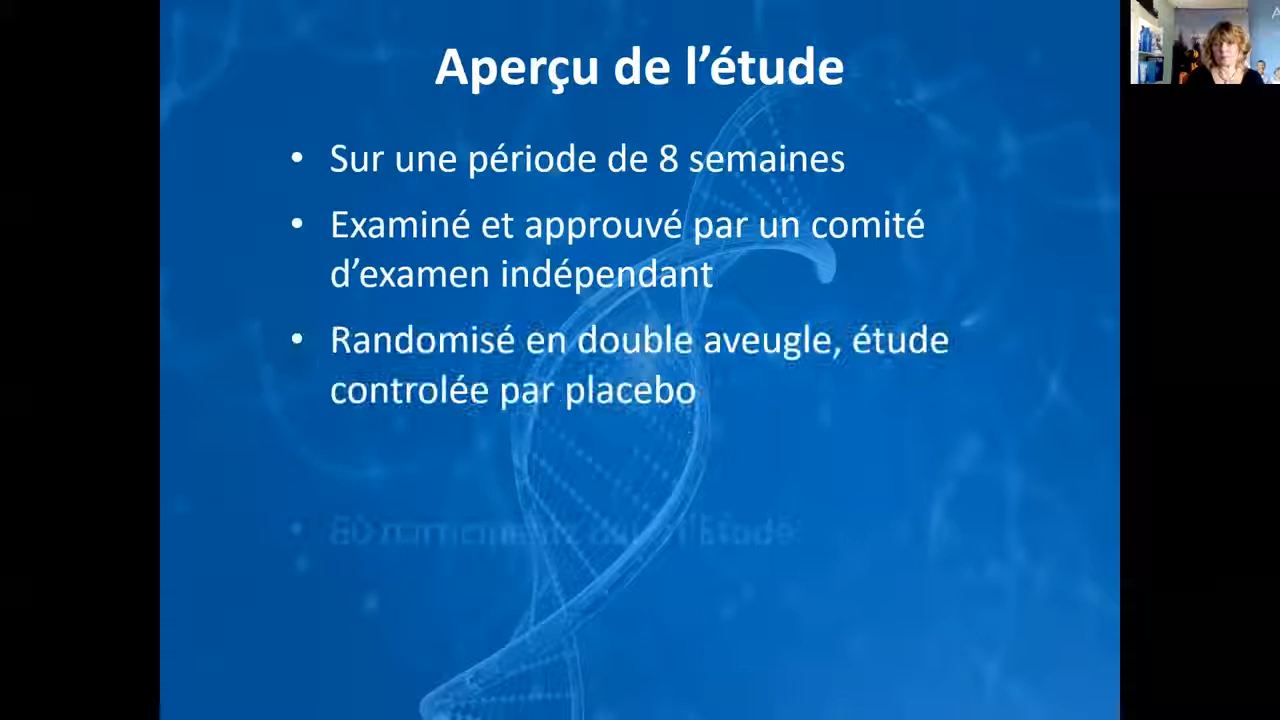 Aperçu de l’étude
• Sur une période de 8 semaines
• Examiné et approuvé par un comité
d’examen indépendant
• Randomisé en double aveugle, étude
controlée par placebo